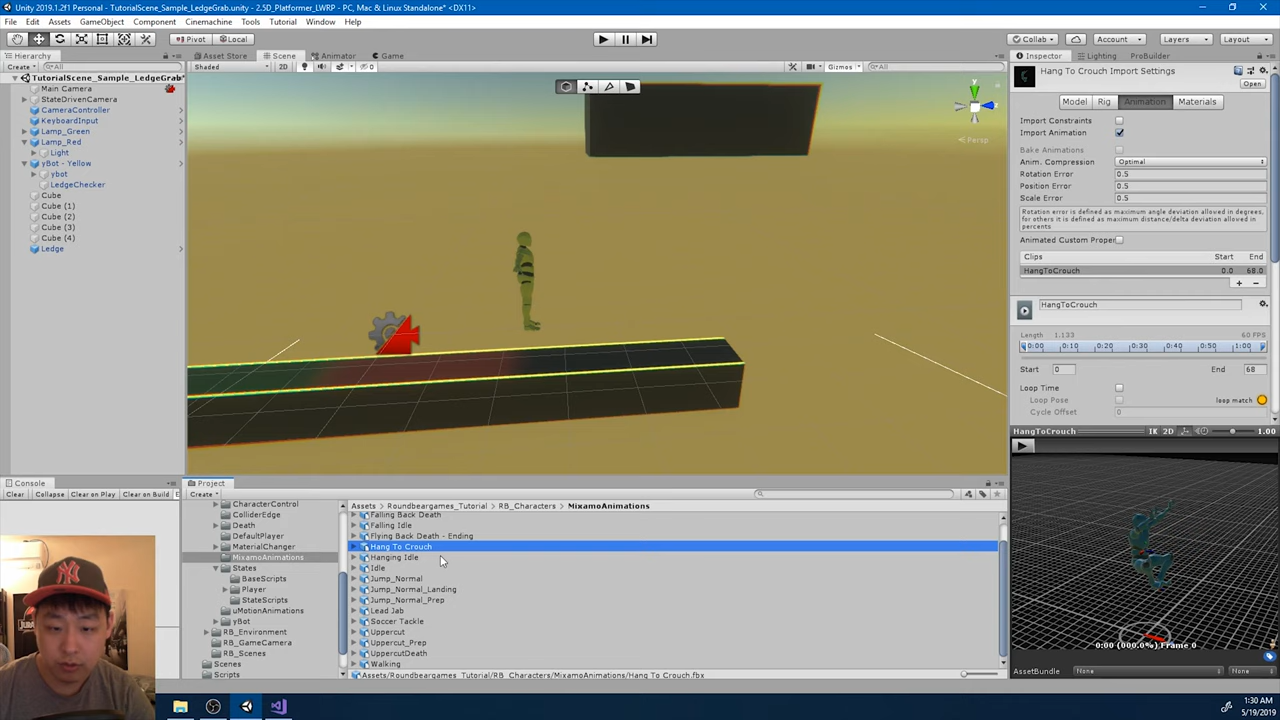 Unity 2019.1.2f1 Personal - TutorialScene_Sample_LedgeGrab.unity - 2.5D_Platformer_LWRP - PC, Mac & Linux Standalone* <DX11>
File Edit Assets GameObject Component Cinemachine Tools Tutorial Window Help
Pivot Local Collab Account Layers Layout
Hierarchy Asset Store Scene Animator Game Inspector Lighting ProBuilder
Create All Shaded 2D 0 Gizmos All
TutorialScene_Sample_LedgeGrab*
Main Camera
StateDrivenCamera
CameraController
KeyboardInput
Lamp_Green
Lamp_Red
Light
yBot - Yellow
ybot
LedgeChecker
Cube
Cube (1)
Cube (2)
Cube (3)
Cube (4)
Ledge
y
Persp
Hang To Crouch Import Settings
Open
Model Rig Animation Materials
Import Constraints
Import Animation
Bake Animations
Anim. Compression Optimal
Rotation Error 0.5
Position Error 0.5
Scale Error 0.5
Rotation error is defined as maximum angle deviation allowed in degrees,
for others it is defined as maximum distance/delta deviation allowed in
percents
Animated Custom Proper
Clips Start End
HangToCrouch 0.0 68.0
HangToCrouch
Length 1.133 60 FPS
0:00 0:20 0:40 1:00
Start 0 End 68
Loop Time
Loop Pose loop match
Cycle Offset 0
HangToCrouch IK 2D 1.00
0:00 (000.0%) Frame 0
AssetBundle None None
Console
Clear Collapse Clear on Play Clear on Build E
Project
Create
CharacterControl
ColliderEdge
Death
DefaultPlayer
MaterialChanger
MixamoAnimations
States
BaseScripts
Player
StateScripts
uMotionAnimations
yBot
RB_Environment
RB_GameCamera
RB_Scenes
Scenes
Scripts
Assets Roundbeargames_Tutorial RB_Characters MixamoAnimations
Falling Back Death
Falling Idle
Flying Back Death - Ending
Hang To Crouch
Hanging Idle
Idle
Jump_Normal
Jump_Normal_Landing
Jump_Normal_Prep
Lead Jab
Soccer Tackle
Uppercut
Uppercut_Prep
UppercutDeath
Walking
Assets/Roundbeargames_Tutorial/RB_Characters/MixamoAnimations/Hang To Crouch.fbx
1:30 AM
5/19/2019